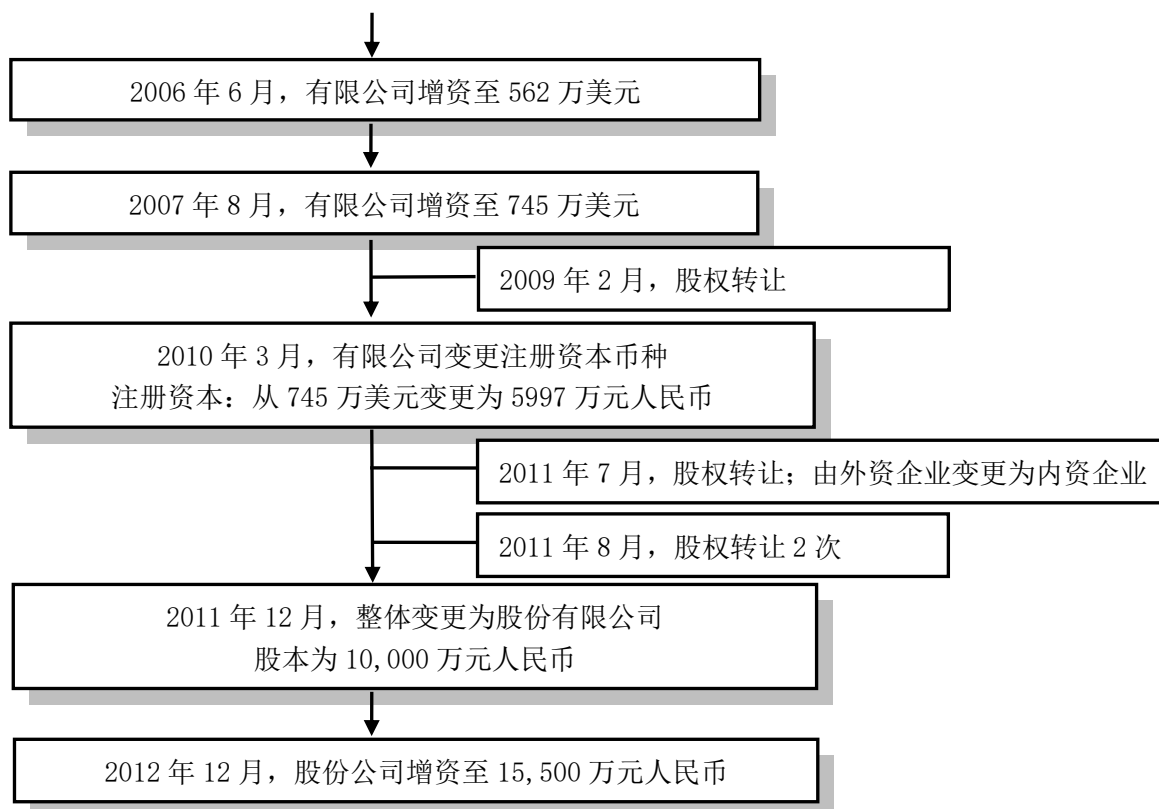 2006 年 6 月，有限公司增资至 562 万美元
2007 年 8 月，有限公司增资至 745 万美元
2009 年 2 月，股权转让
2010 年 3 月，有限公司变更注册资本币种
注册资本：从 745 万美元变更为 5997 万元人民币
2011 年 7 月，股权转让；由外资企业变更为内资企业
2011 年 8 月，股权转让 2 次
2011 年 12 月，整体变更为股份有限公司
股本为 10,000 万元人民币
2012 年 12 月，股份公司增资至 15,500 万元人民币